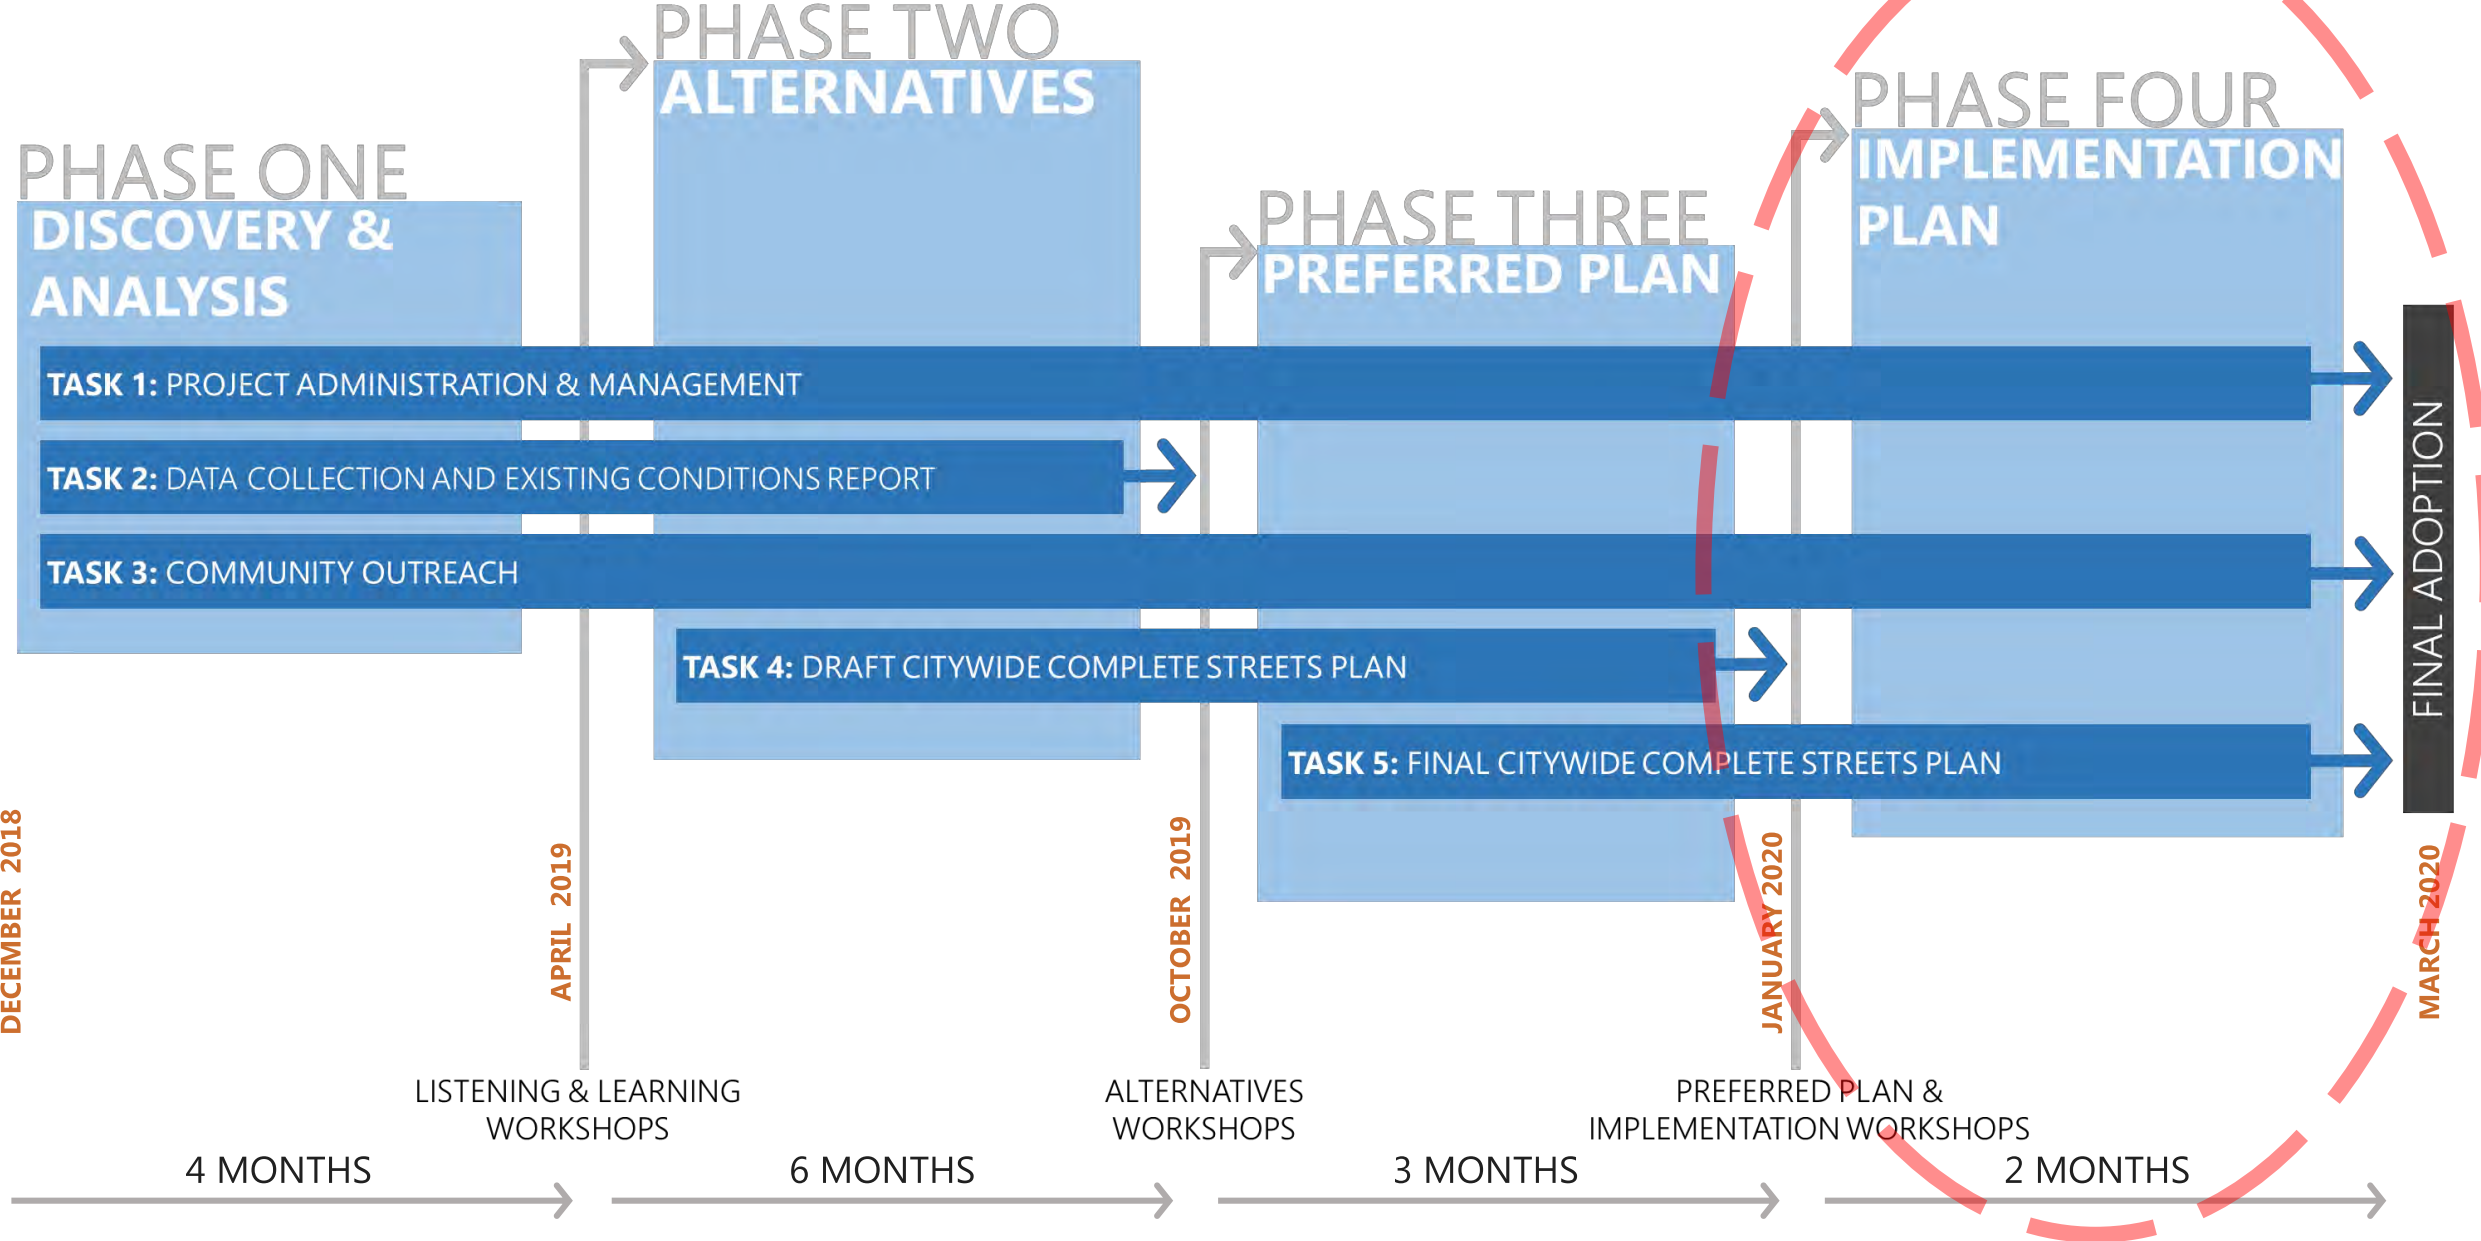 PHASE ONE
DISCOVERY &
ANALYSIS
PHASE TWO
ALTERNATIVES
PHASE THREE
PREFERRED PLAN
PHASE FOUR
IMPLEMENTATION
PLAN
TASK 1: PROJECT ADMINISTRATION & MANAGEMENT
TASK 2: DATA COLLECTION AND EXISTING CONDITIONS REPORT
TASK 3: COMMUNITY OUTREACH
TASK 4: DRAFT CITYWIDE COMPLETE STREETS PLAN
TASK 5: FINAL CITYWIDE COMPLETE STREETS PLAN
FINAL ADOPTION
DECEMBER 2018
APRIL 2019
OCTOBER 2019
JANUARY 2020
MARCH 2020
LISTENING & LEARNING
WORKSHOPS
ALTERNATIVES
WORKSHOPS
PREFERRED PLAN &
IMPLEMENTATION WORKSHOPS
4 MONTHS
6 MONTHS
3 MONTHS
2 MONTHS